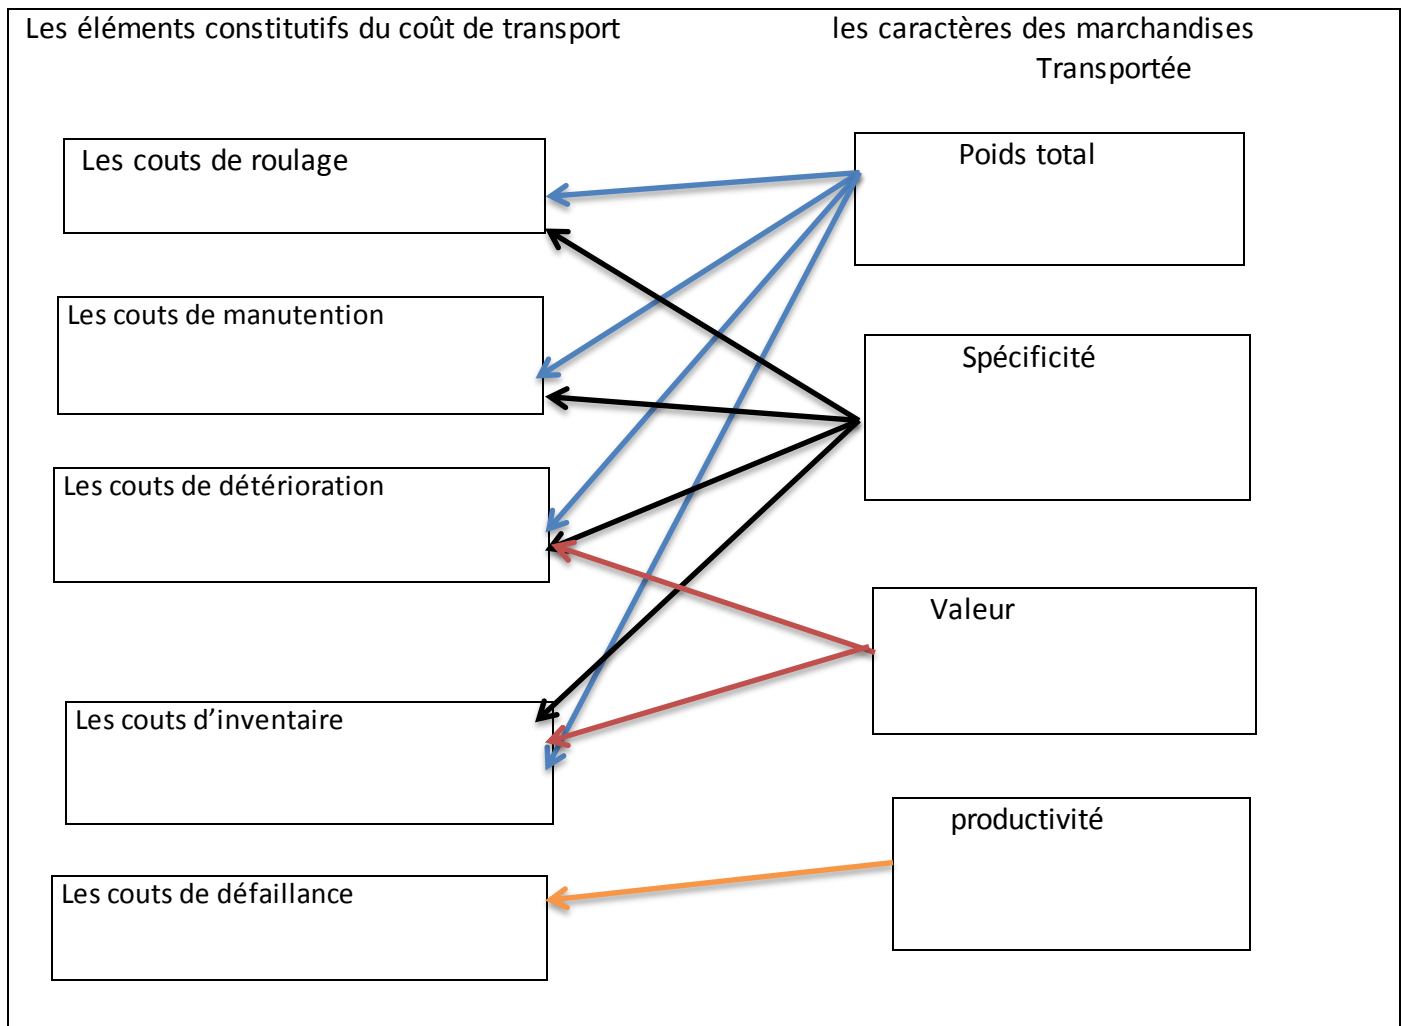 Les éléments constitutifs du coût de transport
les caractères des marchandises
Transportée
Les couts de roulage
Poids total
Les couts de manutention
Spécificité
Les couts de détérioration
Valeur
Les couts d’inventaire
productivité
Les couts de défaillance